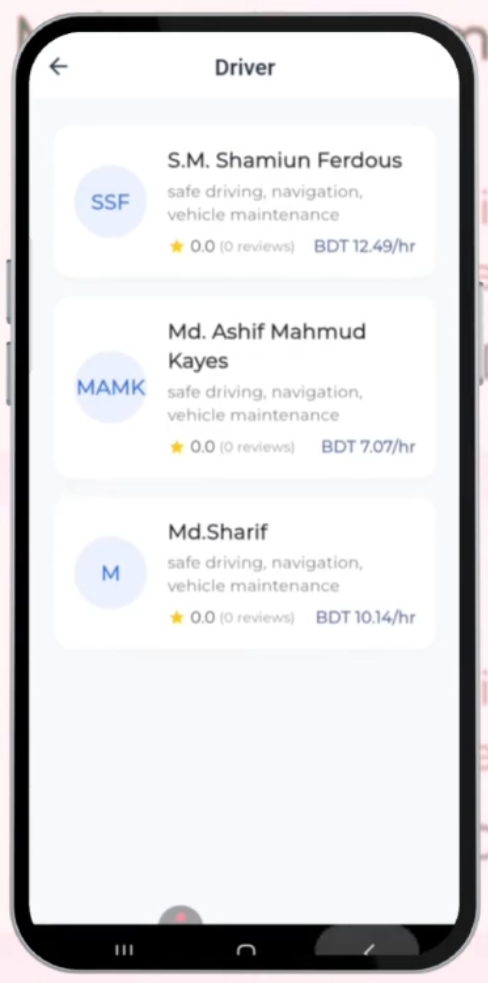 Driver
S.M. Shamiun Ferdous
SSF
safe driving, navigation,
vehicle maintenance
0.0 (0 reviews) BDT 12.49/hr
Md. Ashif Mahmud
Kayes
MAMK
safe driving, navigation,
vehicle maintenance
0.0 (0 reviews) BDT 7.07/hr
Md.Sharif
M
safe driving, navigation,
vehicle maintenance
0.0 (0 reviews) BDT 10.14/hr